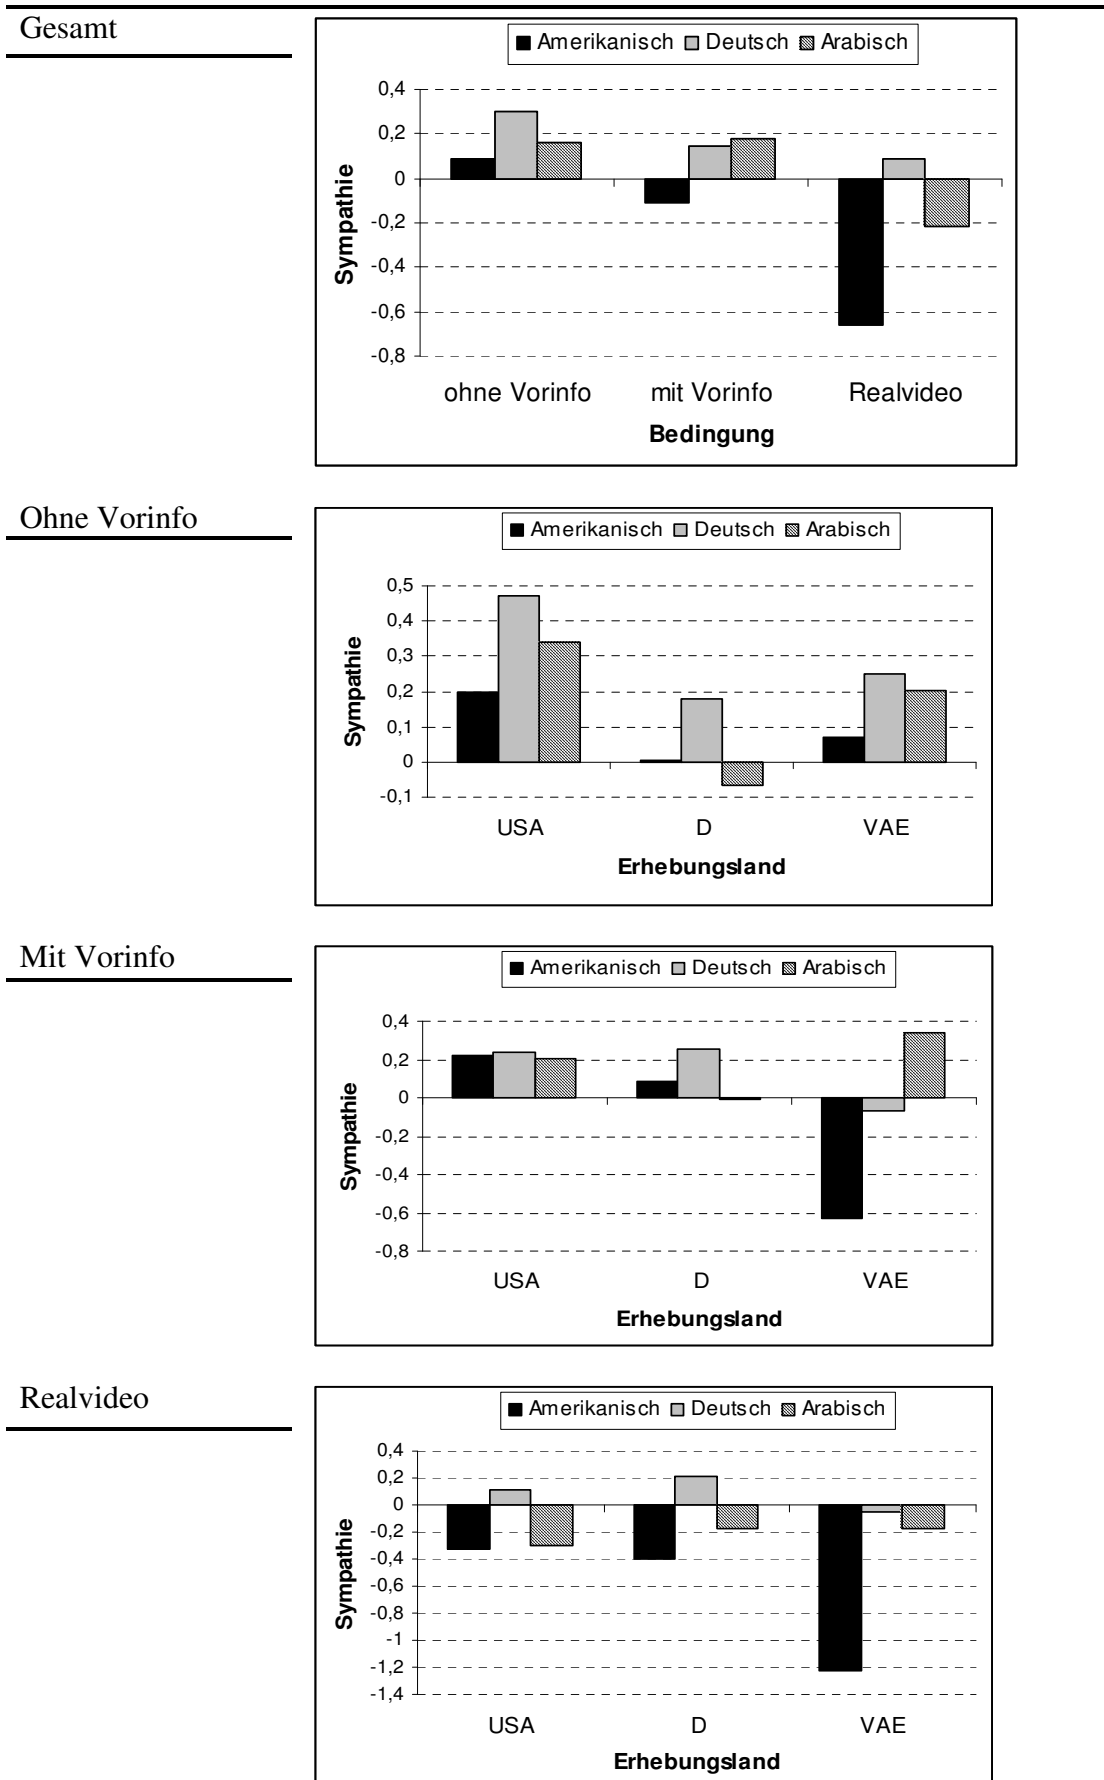 Gesamt
Amerikanisch Deutsch Arabisch
0,4
0,2
0
-0,2
-0,4
-0,6
-0,8
Sympathie
ohne Vorinfo mit Vorinfo Realvideo
Bedingung
Ohne Vorinfo
Amerikanisch Deutsch Arabisch
0,5
0,4
0,3
0,2
0,1
0
-0,1
Sympathie
USA D VAE
Erhebungsland
Mit Vorinfo
Amerikanisch Deutsch Arabisch
0,4
0,2
0
-0,2
-0,4
-0,6
-0,8
Sympathie
USA D VAE
Erhebungsland
Realvideo
Amerikanisch Deutsch Arabisch
0,4
0,2
0
-0,2
-0,4
-0,6
-0,8
-1
-1,2
-1,4
Sympathie
USA D VAE
Erhebungsland